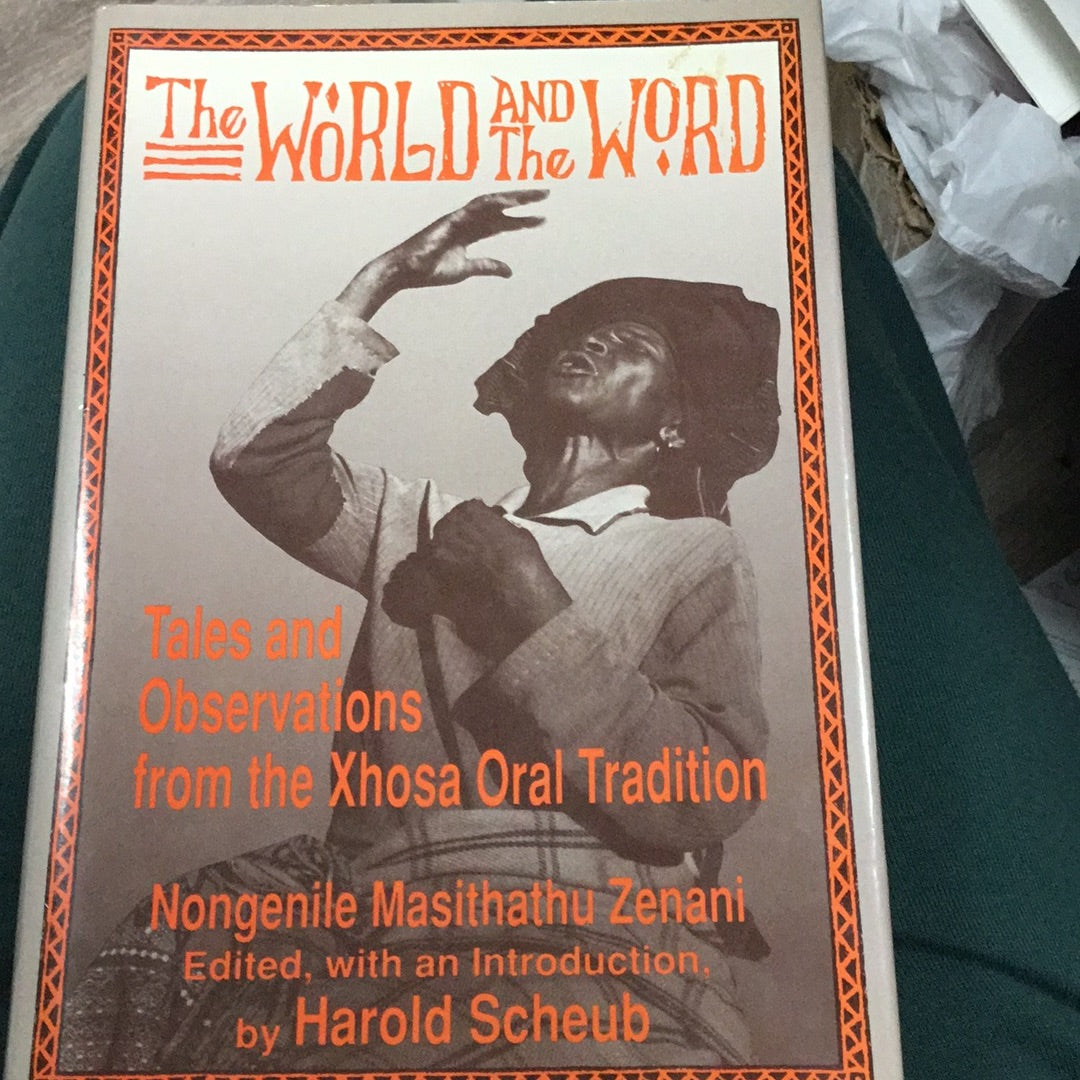 The WORLD AND The WORD
Tales and
Observations
from the Xhosa Oral Tradition
Nongenile Masithathu Zenani
Edited, with an Introduction,
by Harold Scheub